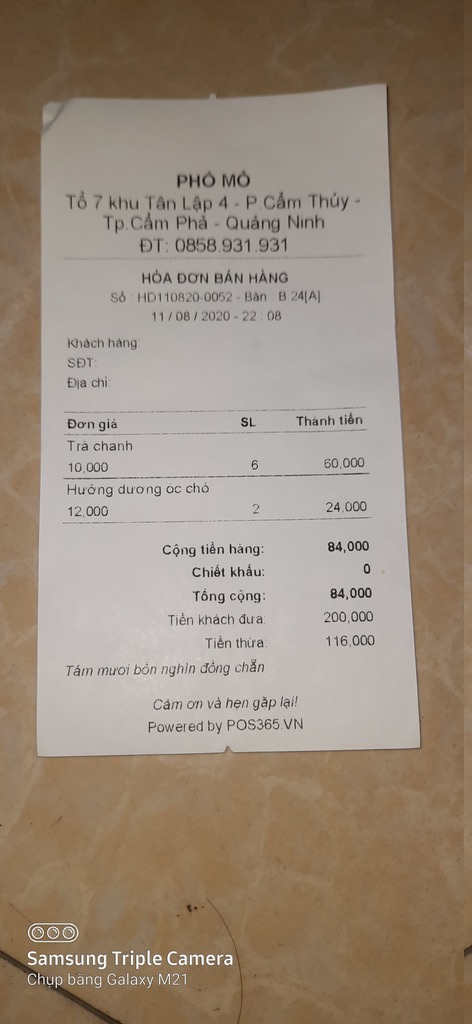 PHỐ MỎ
Tổ 7 khu Tân Lập 4 - P.Cẩm Thủy -
Tp.Cẩm Phả - Quảng Ninh
ĐT: 0858.931.931
HÓA ĐƠN BÁN HÀNG
Số : HD110820-0052 - Bàn : B 24[A]
11 / 08 / 2020 - 22 : 08
Khách hàng:
SĐT:
Địa chỉ:
Đơn giá SL Thành tiền
Trà chanh
10,000 6 60,000
Hướng dương óc chó
12,000 2 24,000
Cộng tiền hàng: 84,000
Chiết khấu: 0
Tổng cộng: 84,000
Tiền khách đưa: 200,000
Tiền thừa: 116,000
Tám mươi bốn nghìn đồng chẵn
Cảm ơn và hẹn gặp lại!
Powered by POS365.VN
Samsung Triple Camera
Chụp bằng Galaxy M21